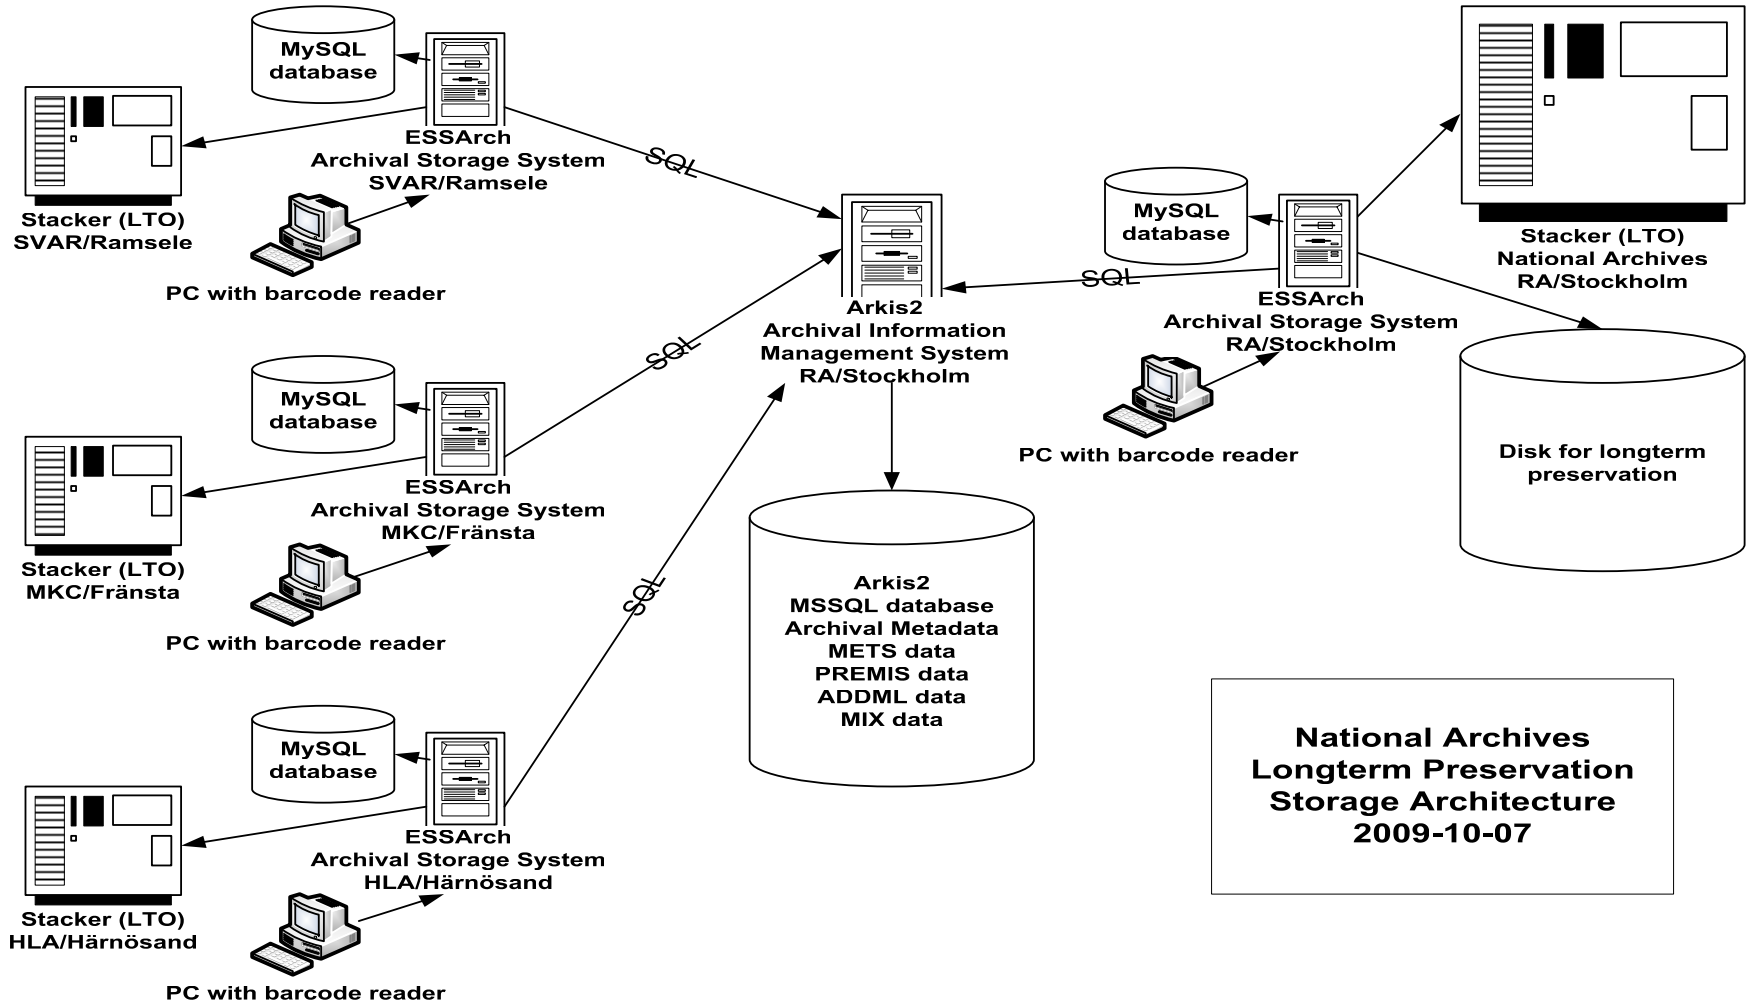 MySQL
database
ESSArch
Archival Storage System
SVAR/Ramsele
Stacker (LTO)
SVAR/Ramsele
PC with barcode reader
SQL
MySQL
database
ESSArch
Archival Storage System
MKC/Fränsta
Stacker (LTO)
MKC/Fränsta
PC with barcode reader
SQL
MySQL
database
ESSArch
Archival Storage System
HLA/Härnösand
Stacker (LTO)
HLA/Härnösand
PC with barcode reader
SQL
Arkis2
Archival Information
Management System
RA/Stockholm
Arkis2
MSSQL database
Archival Metadata
METS data
PREMIS data
ADDML data
MIX data
SQL
MySQL
database
ESSArch
Archival Storage System
RA/Stockholm
PC with barcode reader
Stacker (LTO)
National Archives
RA/Stockholm
Disk for longterm
preservation
National Archives
Longterm Preservation
Storage Architecture
2009-10-07